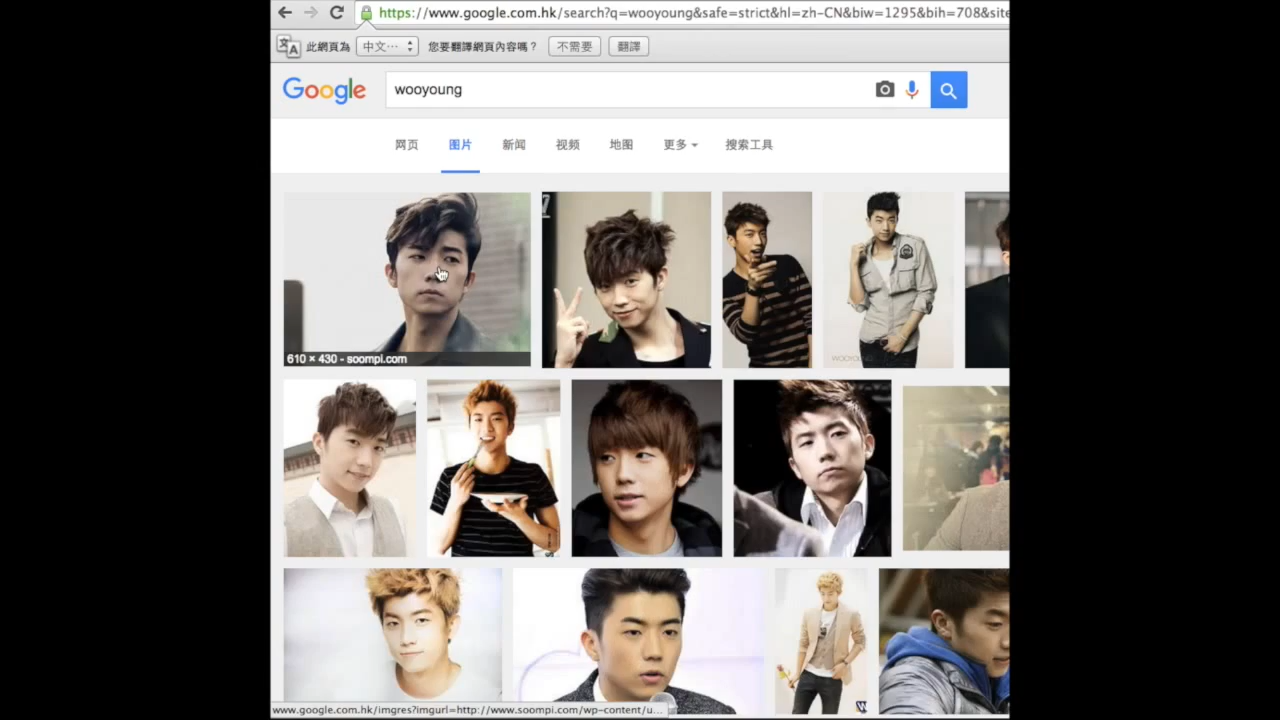 https://www.google.com.hk/search?q=wooyoung&safe=strict&hl=zh-CN&biw=1295&bih=708&site
此網頁為 中文… 您要翻譯網頁內容嗎？ 不需要 翻譯
Google wooyoung
网页 图片 新闻 视频 地图 更多 搜索工具
610 × 430 - soompi.com
WOOYOUNG
www.google.com.hk/imgres?imgurl=http://www.soompi.com/wp-content/u...